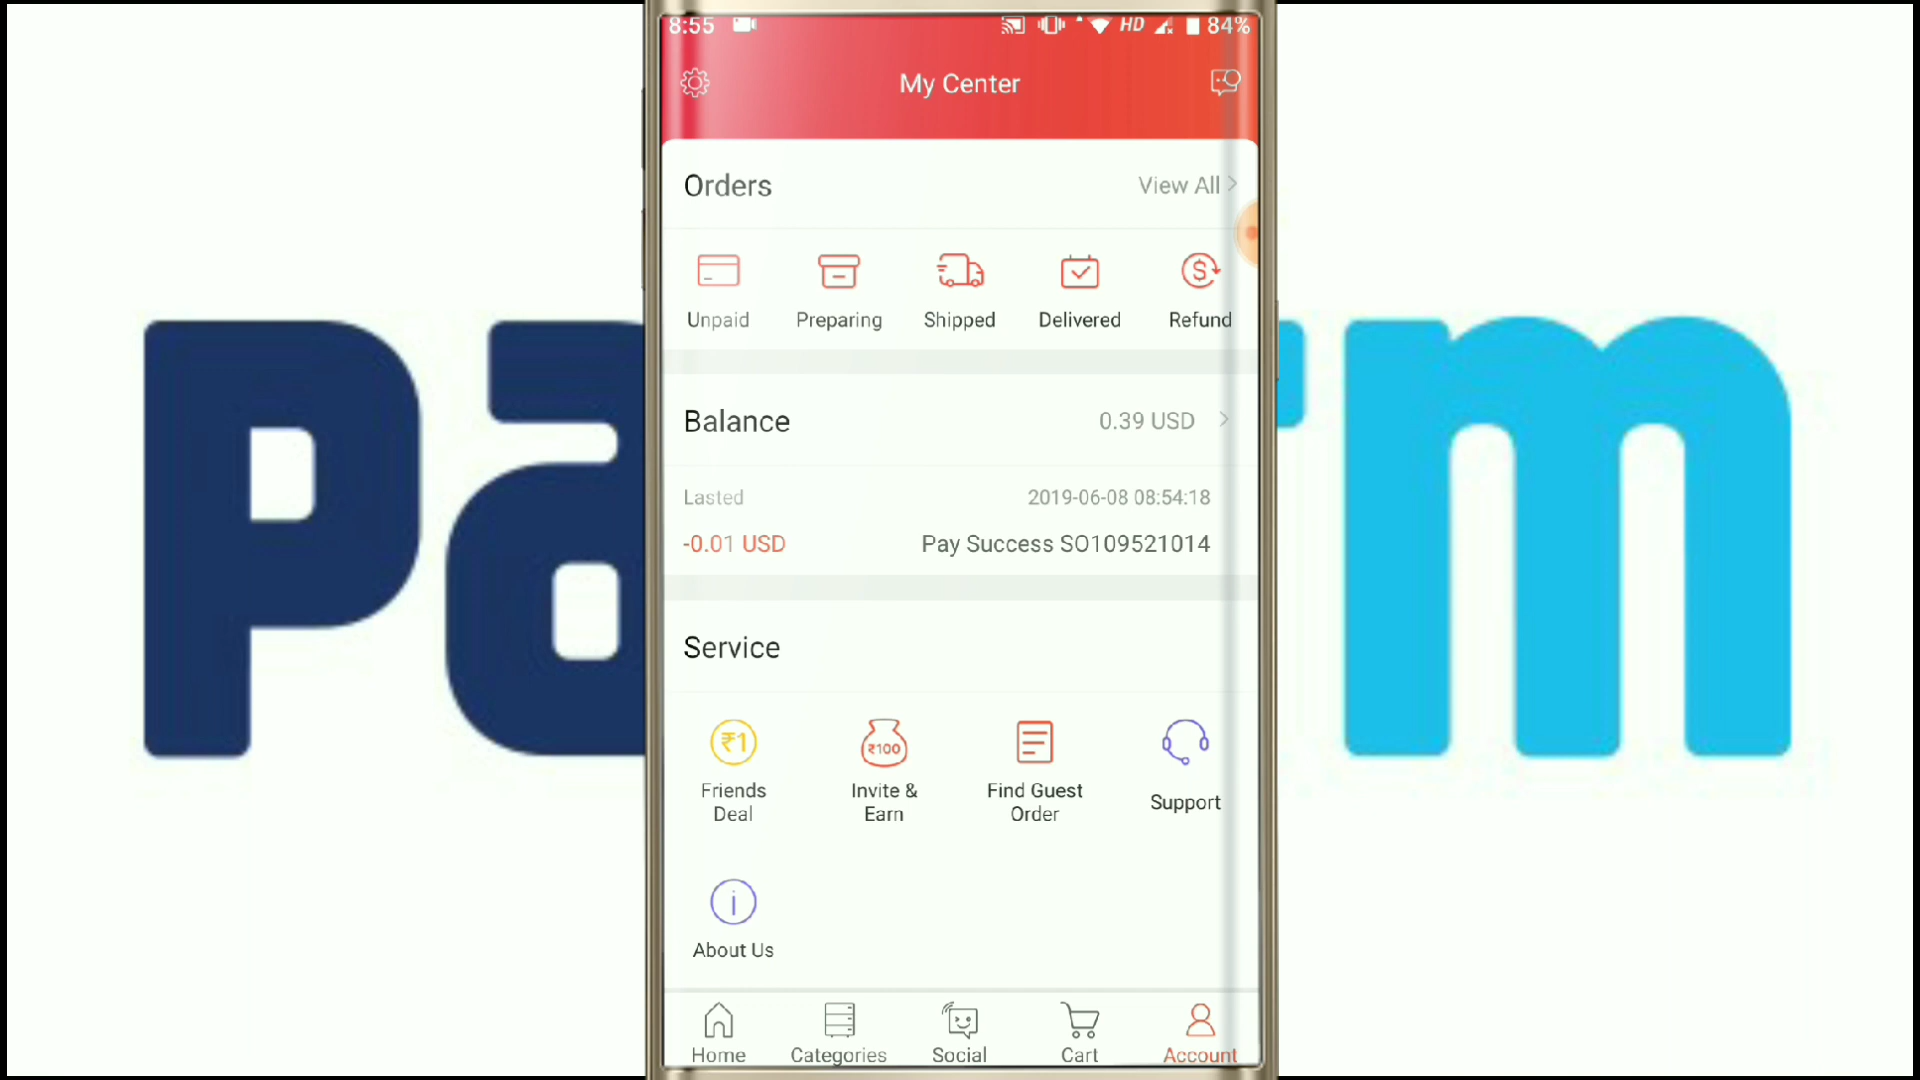 8:55 HD 84%
My Center
Orders View All
Unpaid Preparing Shipped Delivered Refund
Balance 0.39 USD
Lasted 2019-06-08 08:54:18
-0.01 USD Pay Success SO109521014
Service
₹1 ₹100
Friends Deal
Invite & Earn
Find Guest Order
Support
About Us
Home Categories Social Cart Account
Pa
m